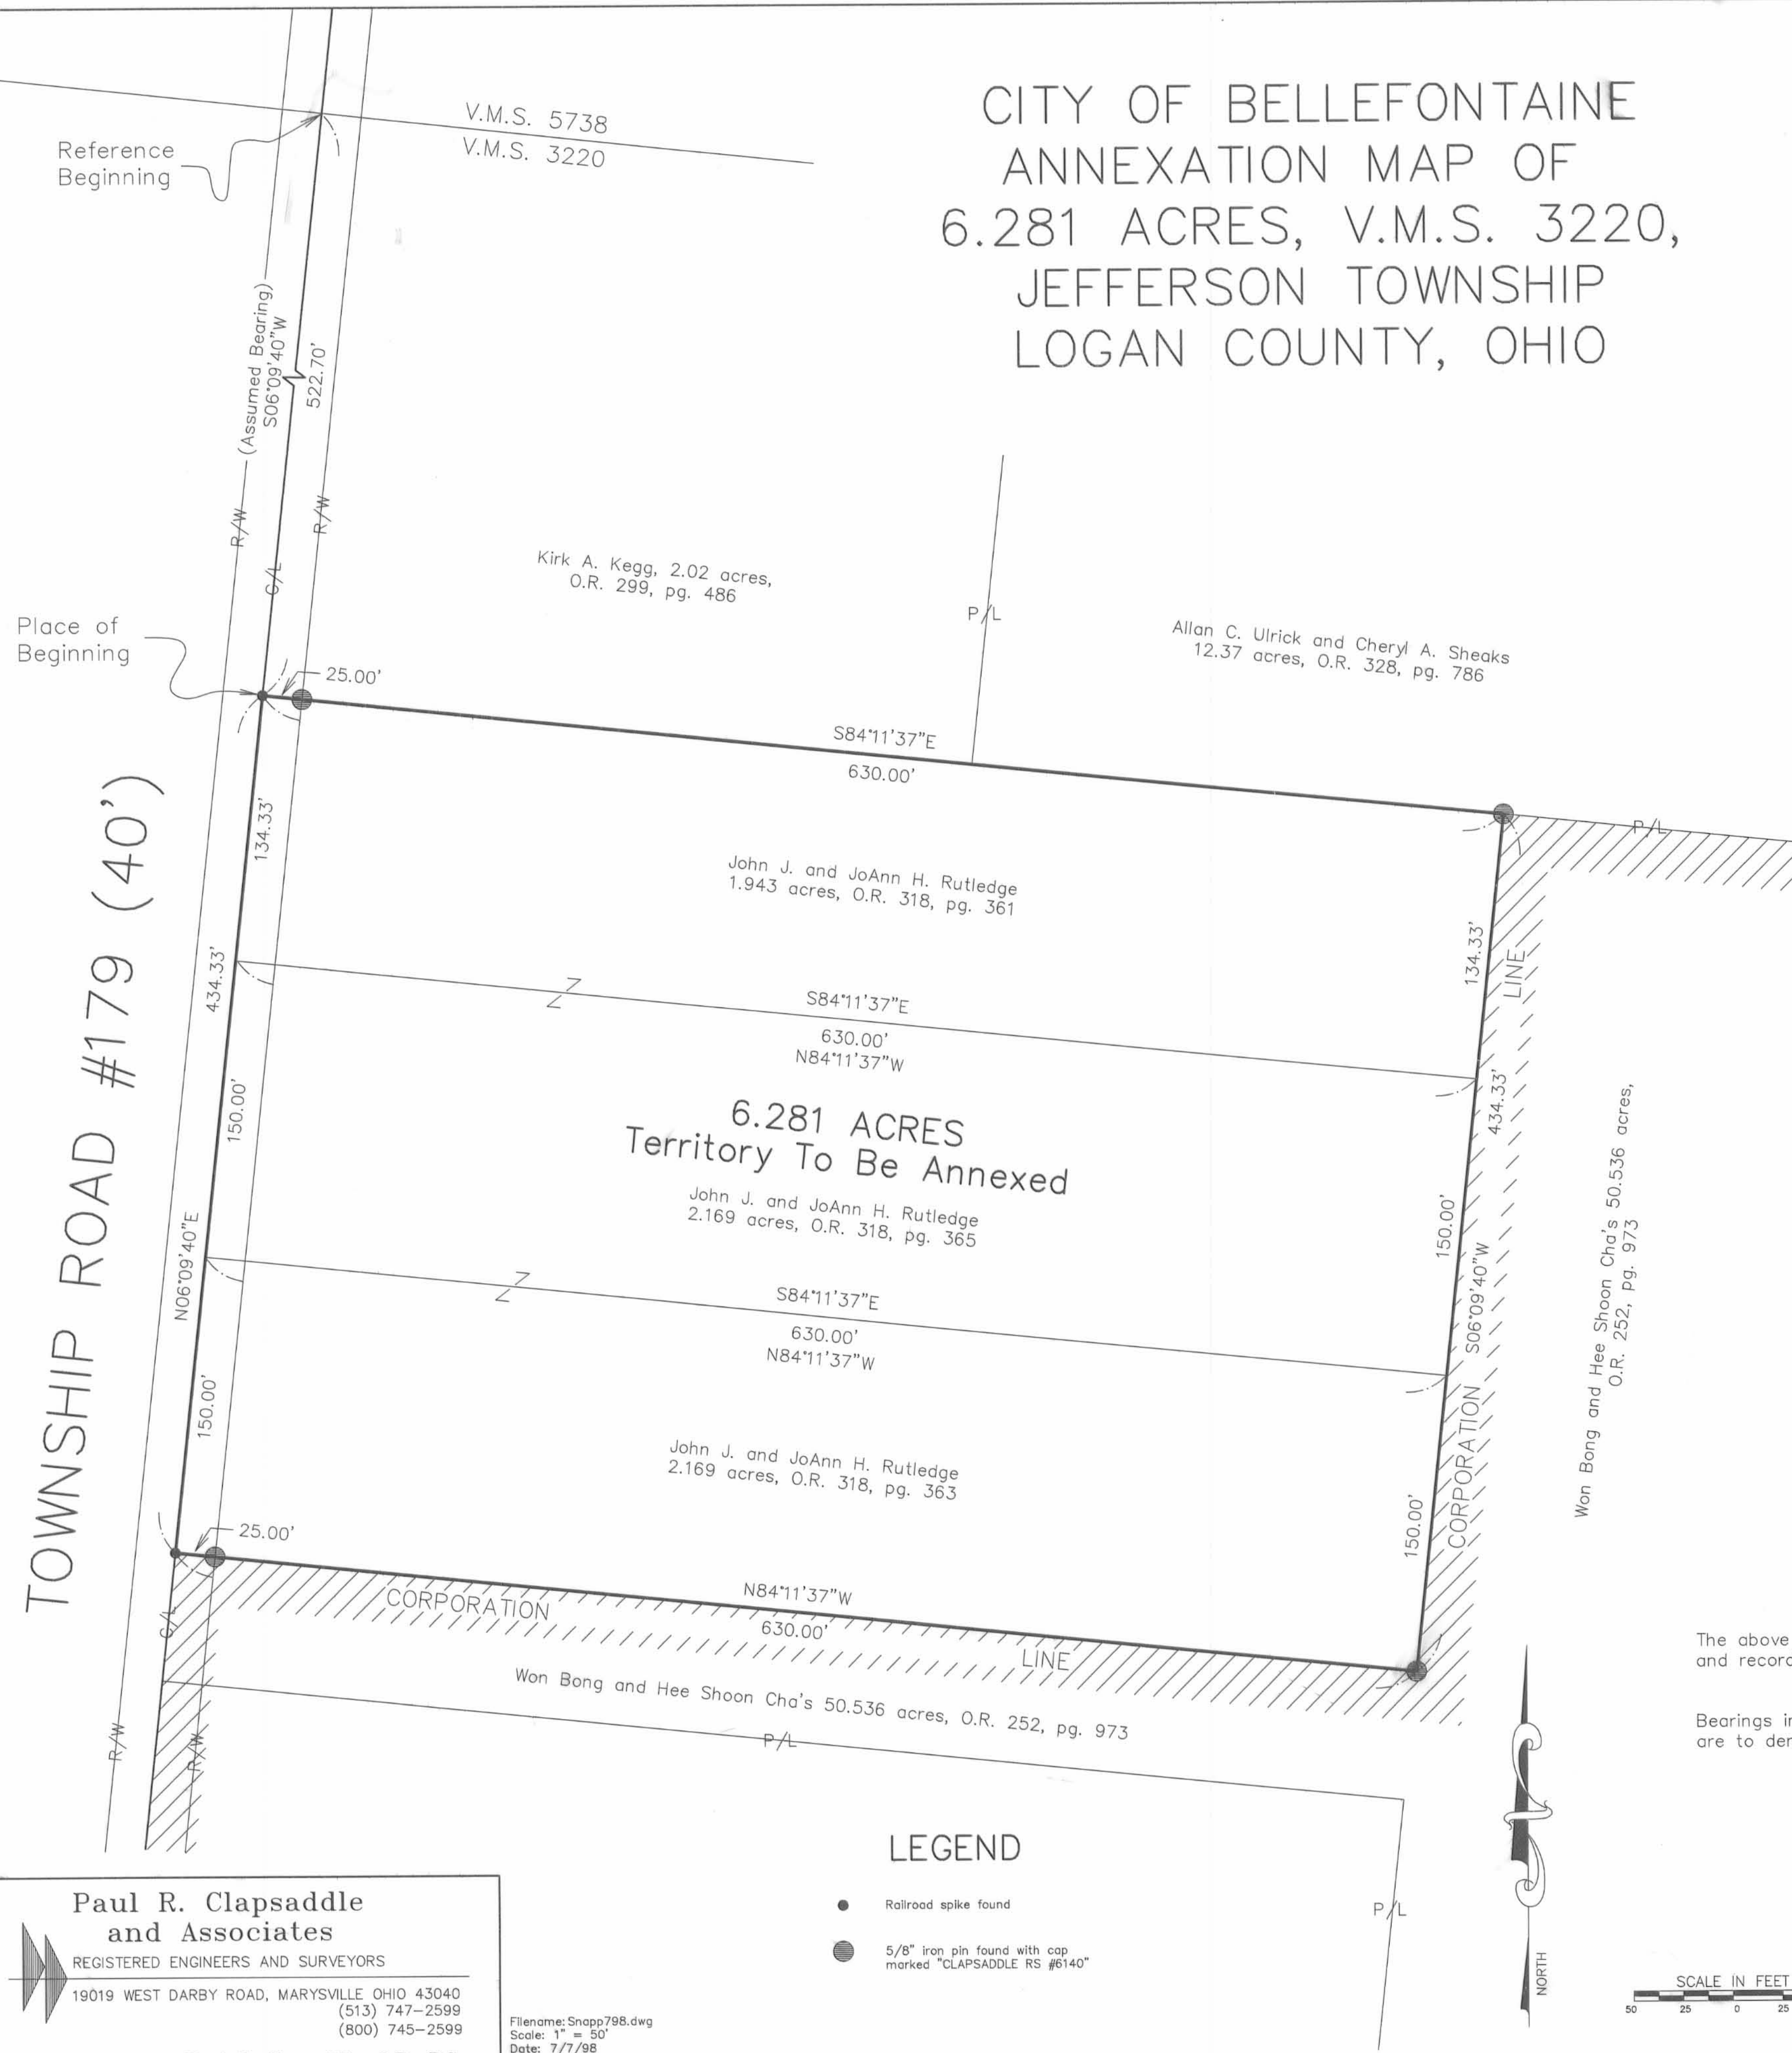 CITY OF BELLEFONTAINE
ANNEXATION MAP OF
6.281 ACRES, V.M.S. 3220,
JEFFERSON TOWNSHIP
LOGAN COUNTY, OHIO
V.M.S. 5738
V.M.S. 3220
Reference
Beginning
(Assumed Bearing)
S06°09'40"W
522.70'
R/W
R/W
C/L
Kirk A. Kegg, 2.02 acres,
O.R. 299, pg. 486
P/L
Allan C. Ulrick and Cheryl A. Sheaks
12.37 acres, O.R. 328, pg. 786
Place of
Beginning
25.00'
S84°11'37"E
630.00'
P/L
TOWNSHIP ROAD #179 (40')
134.33'
434.33'
150.00'
N06°09'40"E
150.00'
John J. and JoAnn H. Rutledge
1.943 acres, O.R. 318, pg. 361
S84°11'37"E
630.00'
N84°11'37"W
6.281 ACRES
Territory To Be Annexed
John J. and JoAnn H. Rutledge
2.169 acres, O.R. 318, pg. 365
S84°11'37"E
630.00'
N84°11'37"W
John J. and JoAnn H. Rutledge
2.169 acres, O.R. 318, pg. 363
134.33'
LINE
434.33'
150.00'
S06°09'40"W
CORPORATION
150.00'
Won Bong and Hee Shoon Cha's 50.536 acres,
O.R. 252, pg. 973
25.00'
N84°11'37"W
CORPORATION
630.00'
LINE
C/L
R/W
R/W
Won Bong and Hee Shoon Cha's 50.536 acres, O.R. 252, pg. 973
P/L
P/L
The above
and recor
Bearings i
are to de
LEGEND
Railroad spike found
5/8" iron pin found with cap
marked "CLAPSADDLE RS #6140"
NORTH
SCALE IN FEET
50 25 0 25
Paul R. Clapsaddle
and Associates
REGISTERED ENGINEERS AND SURVEYORS
19019 WEST DARBY ROAD, MARYSVILLE OHIO 43040
(513) 747-2599
(800) 745-2599
Filename: Snapp798.dwg
Scale: 1" = 50'
Date: 7/7/98